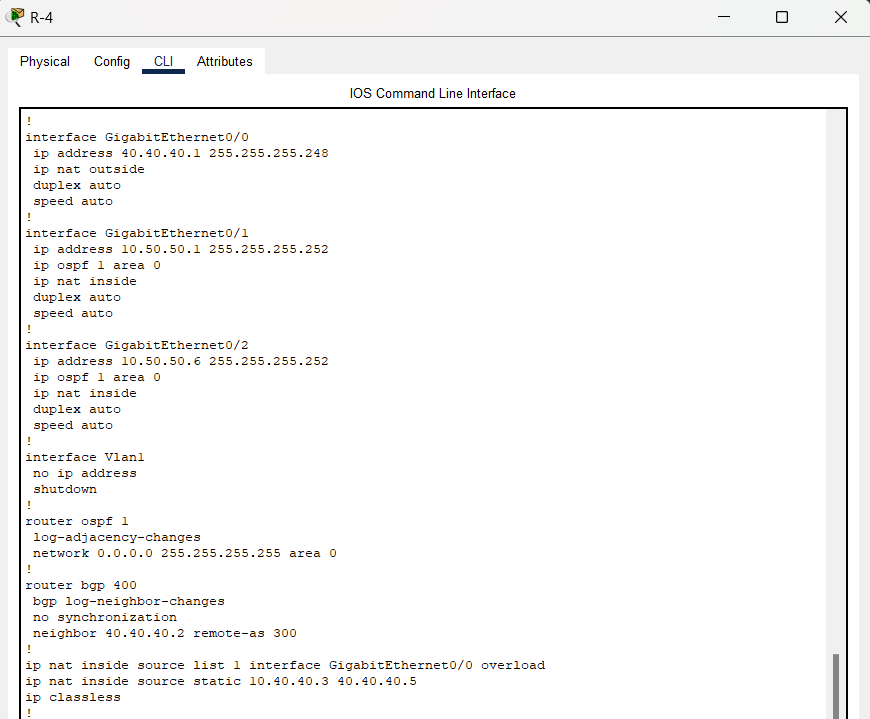 R-4
Physical Config CLI Attributes
IOS Command Line Interface
!
interface GigabitEthernet0/0
ip address 40.40.40.1 255.255.255.248
ip nat outside
duplex auto
speed auto
!
interface GigabitEthernet0/1
ip address 10.50.50.1 255.255.255.252
ip ospf 1 area 0
ip nat inside
duplex auto
speed auto
!
interface GigabitEthernet0/2
ip address 10.50.50.6 255.255.255.252
ip ospf 1 area 0
ip nat inside
duplex auto
speed auto
!
interface Vlan1
no ip address
shutdown
!
router ospf 1
log-adjacency-changes
network 0.0.0.0 255.255.255.255 area 0
!
router bgp 400
bgp log-neighbor-changes
no synchronization
neighbor 40.40.40.2 remote-as 300
!
ip nat inside source list 1 interface GigabitEthernet0/0 overload
ip nat inside source static 10.40.40.3 40.40.40.5
ip classless
!